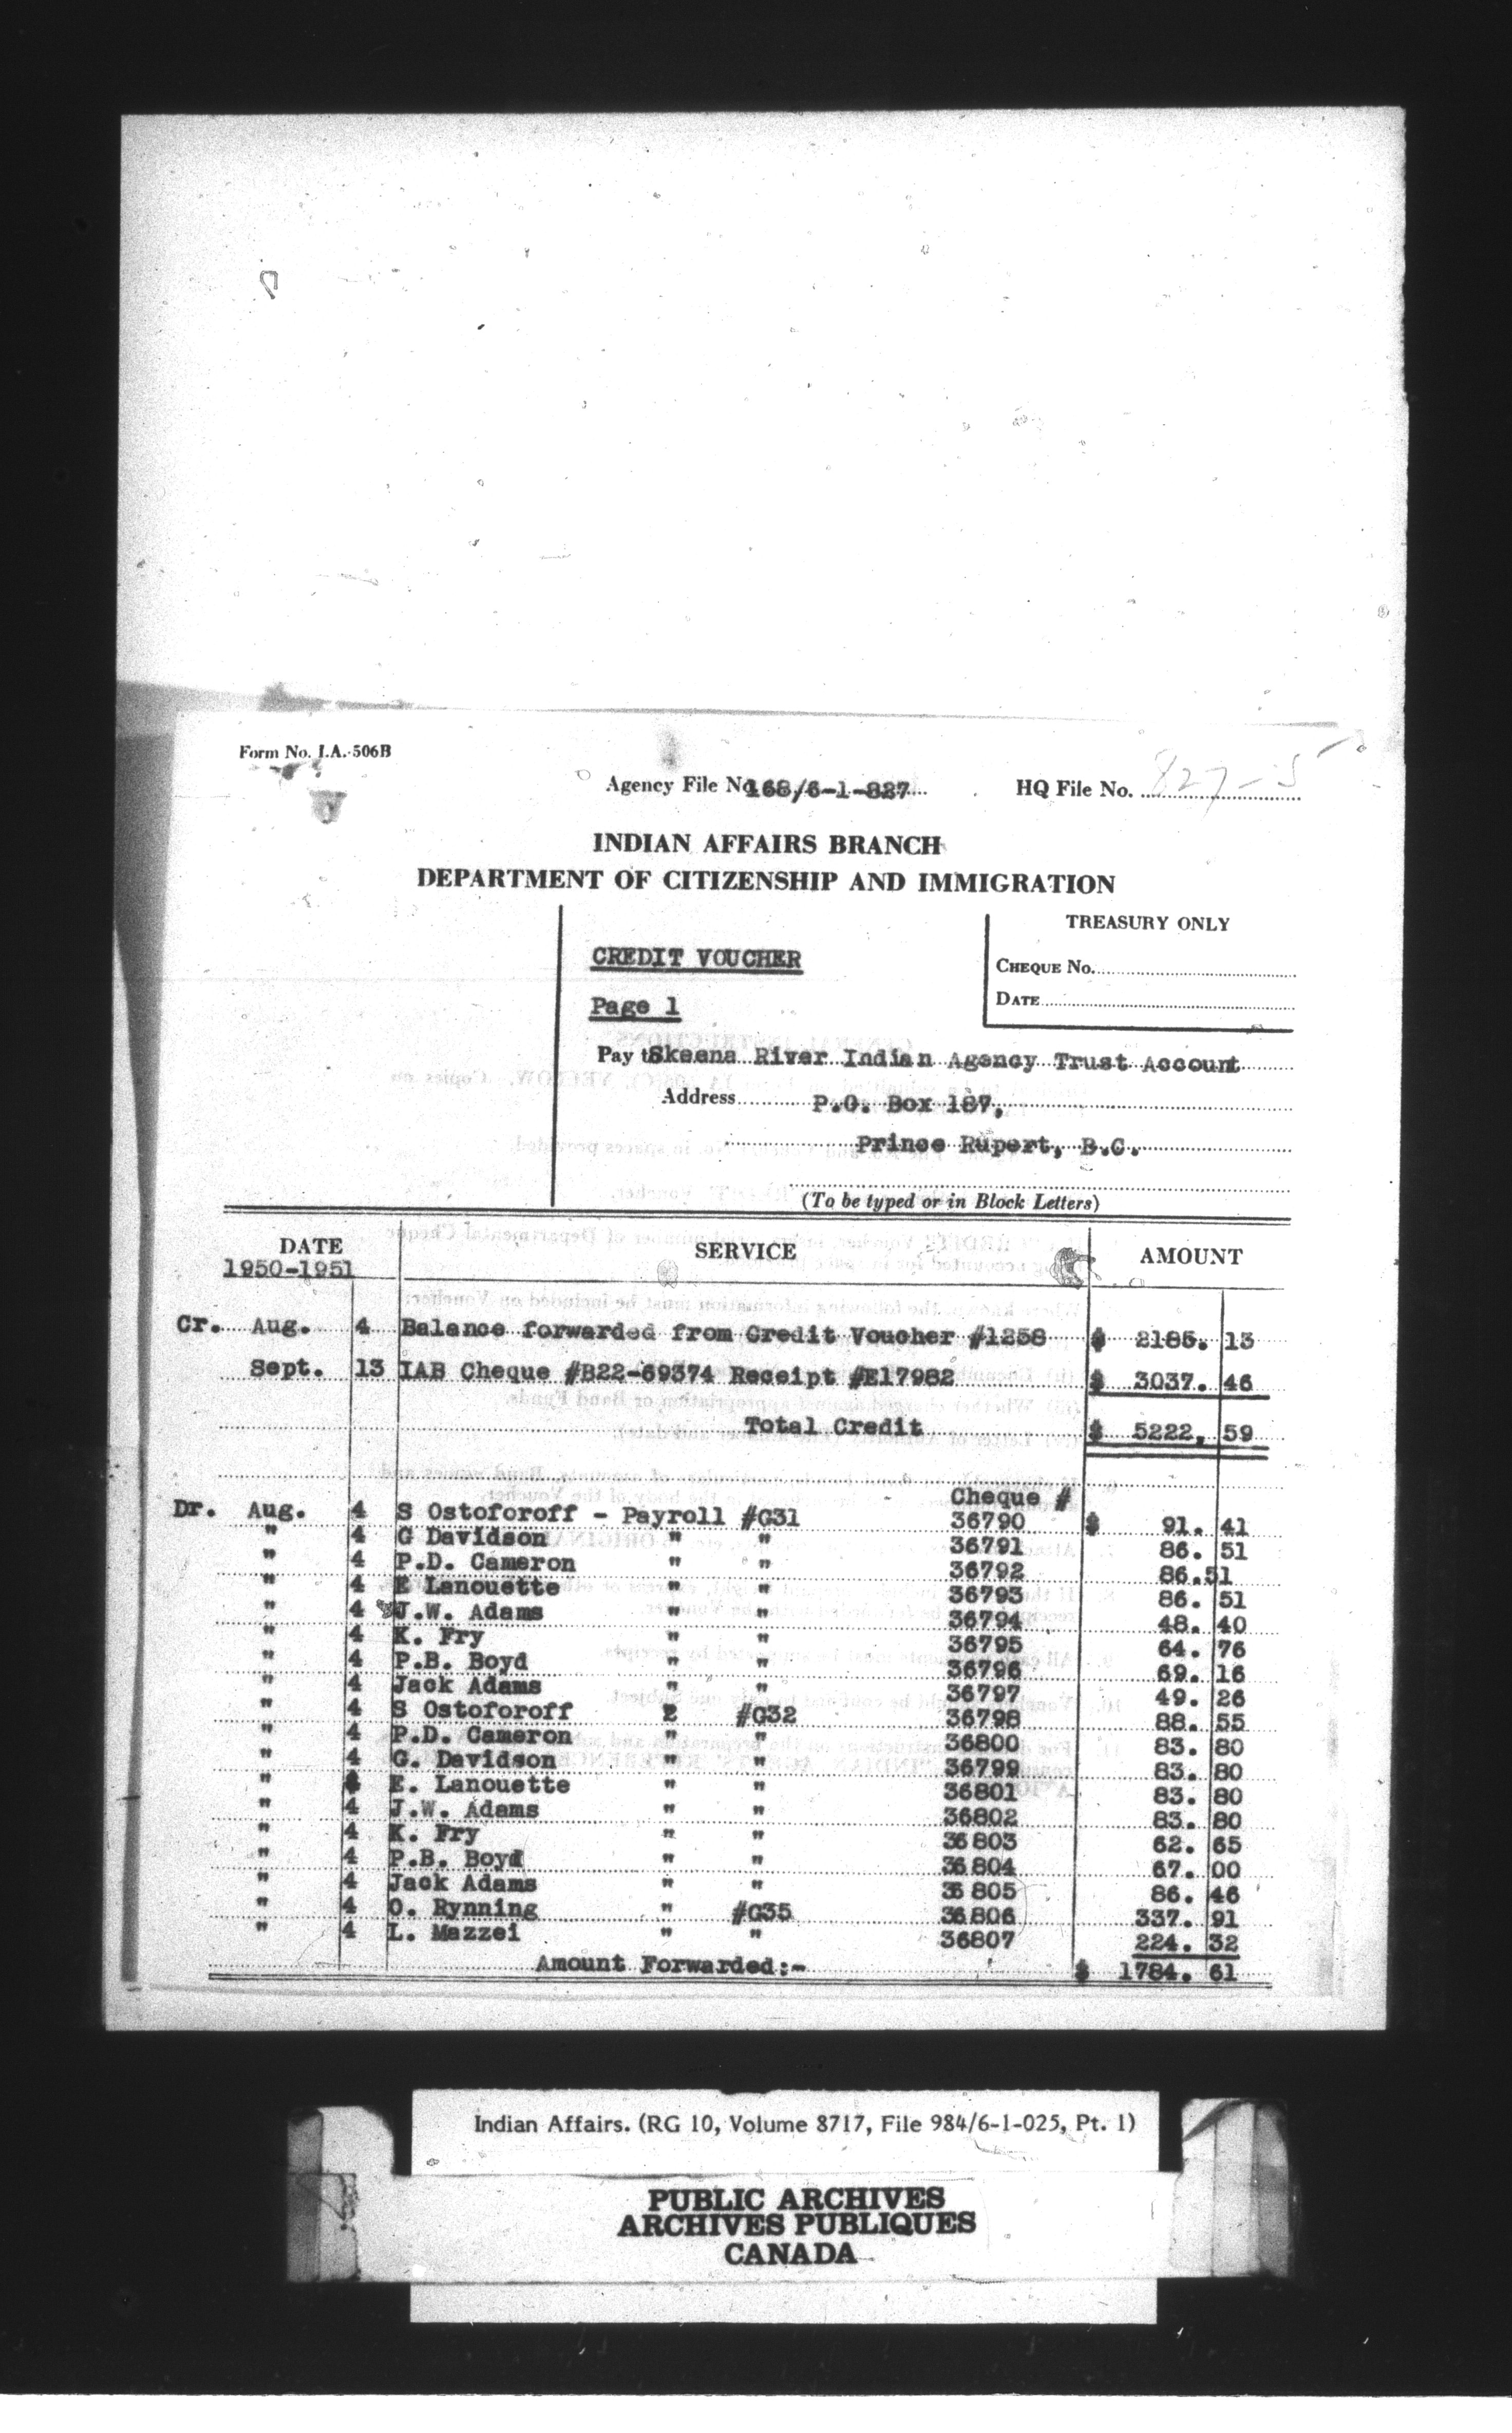 Form No. I.A. 506B
Agency File No 168/6-1-827 HQ File No. 827-5
INDIAN AFFAIRS BRANCH
DEPARTMENT OF CITIZENSHIP AND IMMIGRATION
TREASURY ONLY
CREDIT VOUCHER
CHEQUE No.
Page 1
DATE
Pay to Skeena River Indian Agency Trust Account
Address P.O. Box 187,
Prince Rupert, B.C.
(To be typed or in Block Letters)
DATE SERVICE AMOUNT
1950-1951
Cr. Aug. 4 Balance forwarded from Credit Voucher #1258 $ 2185. 13
Sept. 13 IAB Cheque #B22-69374 Receipt #E17982 $ 3037. 46
Total Credit $ 5222. 59
Cheque #
Dr. Aug. 4 S Ostoforoff - Payroll #G31 36790 $ 91. 41
" 4 G Davidson " " 36791 86. 51
" 4 P.D. Cameron " " 36792 86.51
" 4 E Lanouette " " 36793 86. 51
" 4 J.W. Adams " " 36794 48. 40
" 4 K. Fry " " 36795 64. 76
" 4 P.B. Boyd " " 36796 69. 16
" 4 Jack Adams " " 36797 49. 26
" 4 S Ostoforoff " #G32 36798 88. 55
" 4 P.D. Cameron " " 36800 83. 80
" 4 G. Davidson " " 36799 83. 80
" 4 E. Lanouette " " 36801 83. 80
" 4 J.W. Adams " " 36802 83. 80
" 4 K. Fry " " 36803 62. 65
" 4 P.B. Boyd " " 36804 67. 00
" 4 Jack Adams " " 36805 86. 46
" 4 O. Rynning " #G35 36806 337. 91
" 4 L. Mazzei " " 36807 224. 32
Amount Forwarded:- $ 1784. 61
Indian Affairs. (RG 10, Volume 8717, File 984/6-1-025, Pt. 1)
PUBLIC ARCHIVES
ARCHIVES PUBLIQUES
CANADA